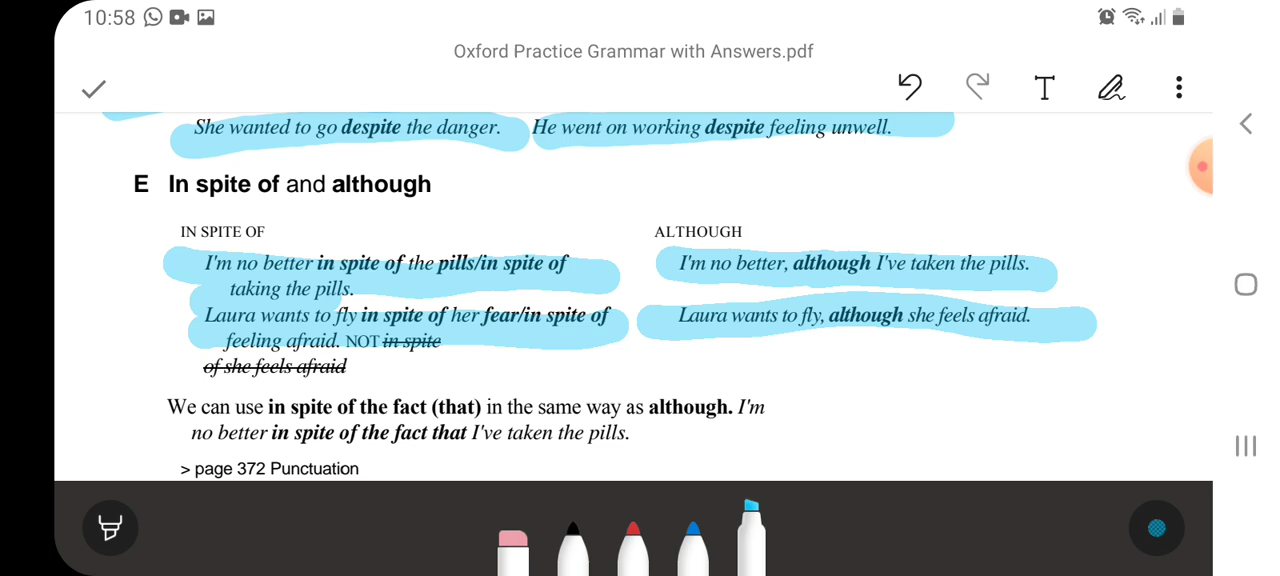 10:58
Oxford Practice Grammar with Answers.pdf
T
She wanted to go despite the danger. He went on working despite feeling unwell.
E In spite of and although
IN SPITE OF
I'm no better in spite of the pills/in spite of
taking the pills.
Laura wants to fly in spite of her fear/in spite of
feeling afraid. NOT in spite
of she feels afraid
ALTHOUGH
I'm no better, although I've taken the pills.
Laura wants to fly, although she feels afraid.
We can use in spite of the fact (that) in the same way as although. I'm
no better in spite of the fact that I've taken the pills.
> page 372 Punctuation